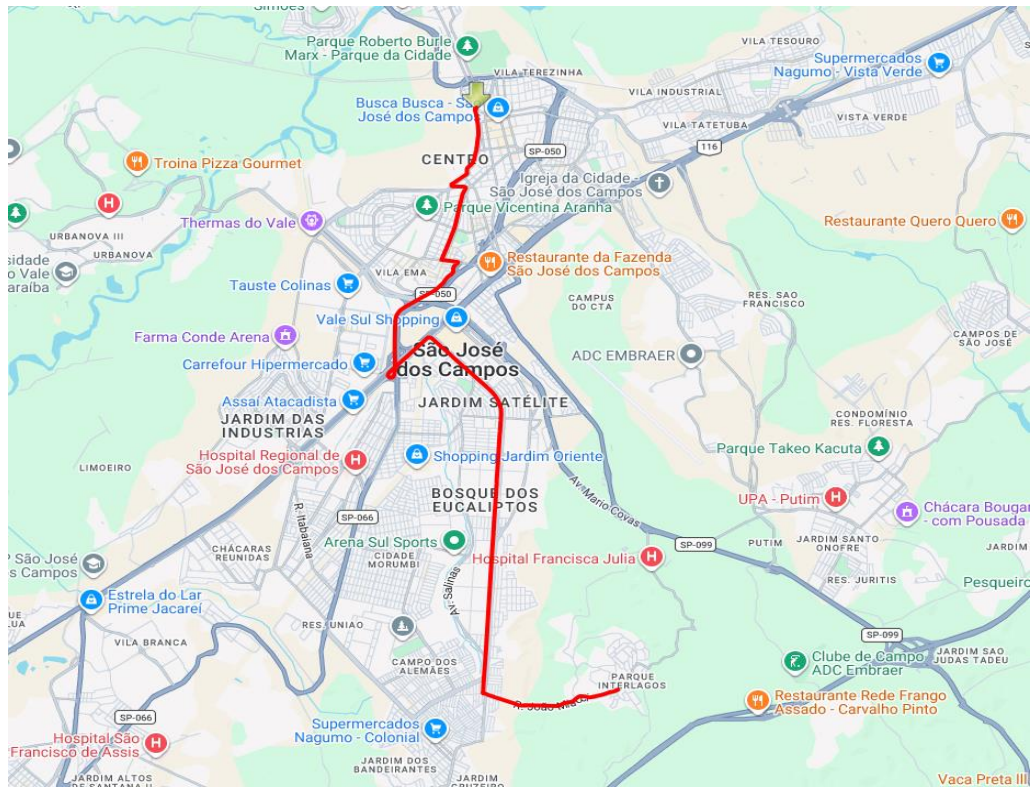 Simões
Parque Roberto Burle
Marx - Parque da Cidade
VILA TESOURO
Supermercados
Nagumo - Vista Verde
VILA TEREZINHA
Busca Busca - São
José dos Campos
VILA INDUSTRIAL
VISTA VERDE
VILA TATETUBA
116
Troina Pizza Gourmet
CENTRO
SP-050
Igreja da Cidade -
São José dos Campos
H
Parque Vicentina Aranha
Thermas do Vale
Restaurante Quero Quero
URBANOVA III
URBANOVA
Restaurante da Fazenda
São José dos Campos
VILA EMA
Tauste Colinas
SP-050
CAMPUS
DO CTA
RES. SAO
FRANCISCO
Vale Sul Shopping
Farma Conde Arena
CAMPOS DE
SÃO JOSÉ
São José
dos Campos
ADC EMBRAER
Carrefour Hipermercado
Assaí Atacadista
JARDIM SATÉLITE
JARDIM DAS
INDUSTRIAS
CONDOMÍNIO
RES. FLORESTA
Parque Takeo Kacuta
LIMOEIRO
Hospital Regional de
São José dos Campos
H
Shopping Jardim Oriente
Av. Mario Covas
UPA - Putim
H
BOSQUE DOS
EUCALIPTOS
R. Itabaiana
SP-066
Chácara Bougai
- com Pousada
Arena Sul Sports
Hospital Francisca Julia
H
SP-099
PUTIM
JARDIM SANTO
ONOFRE
JARDIM
CHÁCARAS
REUNIDAS
CIDADE
MORUMBI
Av. Salinas
P São José
s Campos
RES. JURITIS
Pesqueiro
Estrela do Lar
Prime Jacareí
RES. UNIAO
SP-099
VILA BRANCA
JARDIM SAO
JUDAS TADEU
Clube de Campo
ADC Embraer
CAMPO DOS
ALEMÃES
PARQUE
INTERLAGOS
R. João Mirac
Restaurante Rede Frango
Assado - Carvalho Pinto
SP-066
Supermercados
Nagumo - Colonial
Hospital São
Francisco de Assis
H
JARDIM DOS
BANDEIRANTES
JARDIM ALTOS
DE SANTANA II
JARDIM
CRUZEIRO
Vaca Preta III